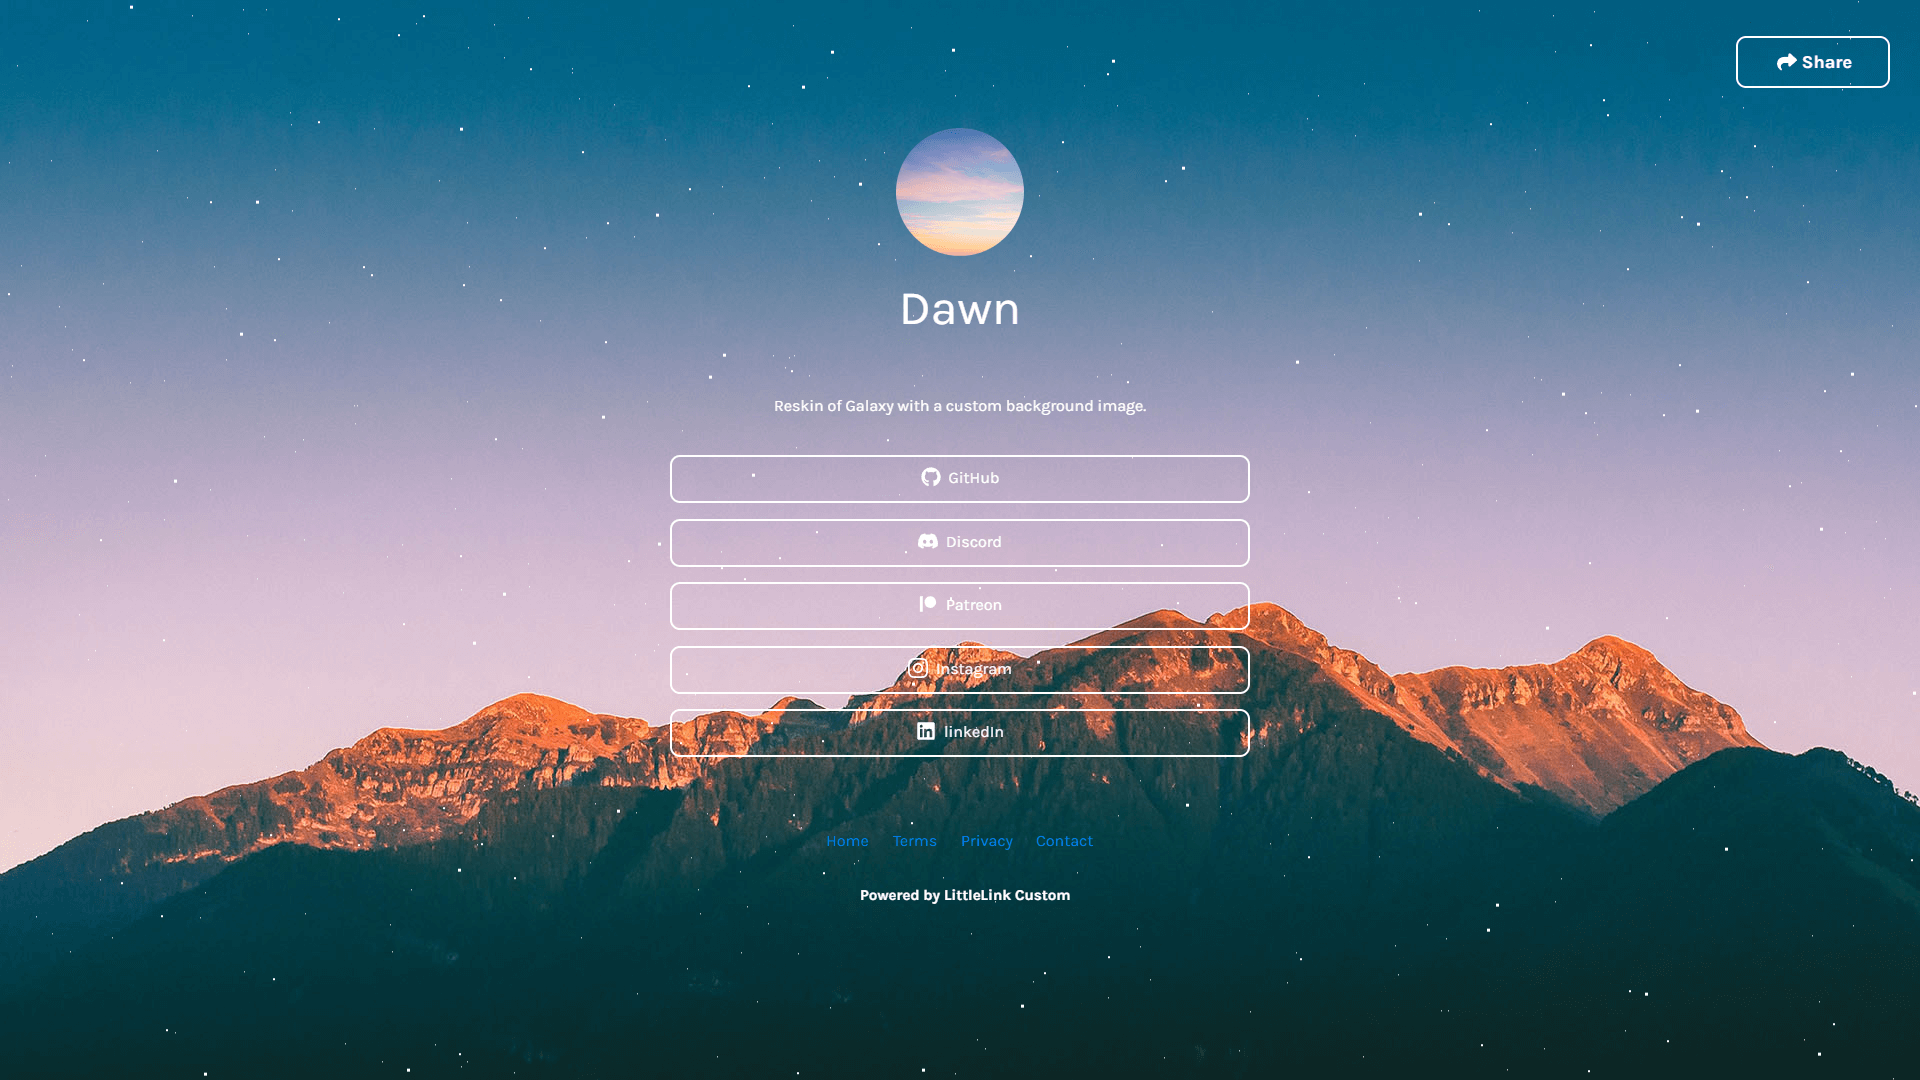 Share
Dawn
Reskin of Galaxy with a custom background image.
GitHub
Discord
Patreon
Instagram
linkedIn
Home Terms Privacy Contact
Powered by LittleLink Custom